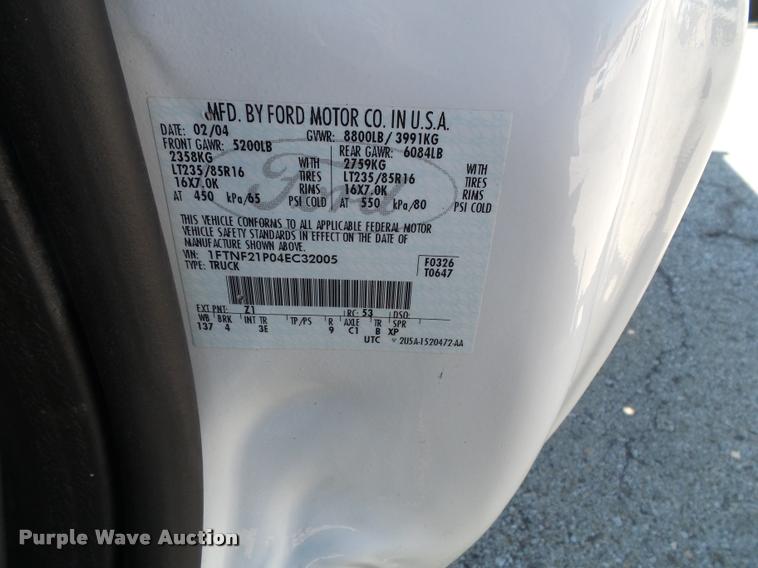 MFD. BY FORD MOTOR CO. IN U.S.A.
DATE: 02/04 GVWR: 8800LB/ 3991KG
FRONT GAWR: 5200LB REAR GAWR: 6084LB
2358KG WITH 2759KG WITH
LT235/85R16 TIRES LT235/85R16 TIRES
16X7.0K RIMS 16X7.0K RIMS
AT 450 kPa/65 PSI COLD AT 550 kPa/80 PSI COLD
Ford
THIS VEHICLE CONFORMS TO ALL APPLICABLE FEDERAL MOTOR
VEHICLE SAFETY STANDARDS IN EFFECT ON THE DATE OF
MANUFACTURE SHOWN ABOVE.
VIN: 1FTNF21P04EC32005 F0326
TYPE: TRUCK T0647
EXT PNT: Z1 RC: 53 DSO:
WB BRK INT TR TP/PS R AXLE TR SPR
137 4 3E 9 C1 B XP
UTC 2U5A-1520472-AA
Purple Wave Auction